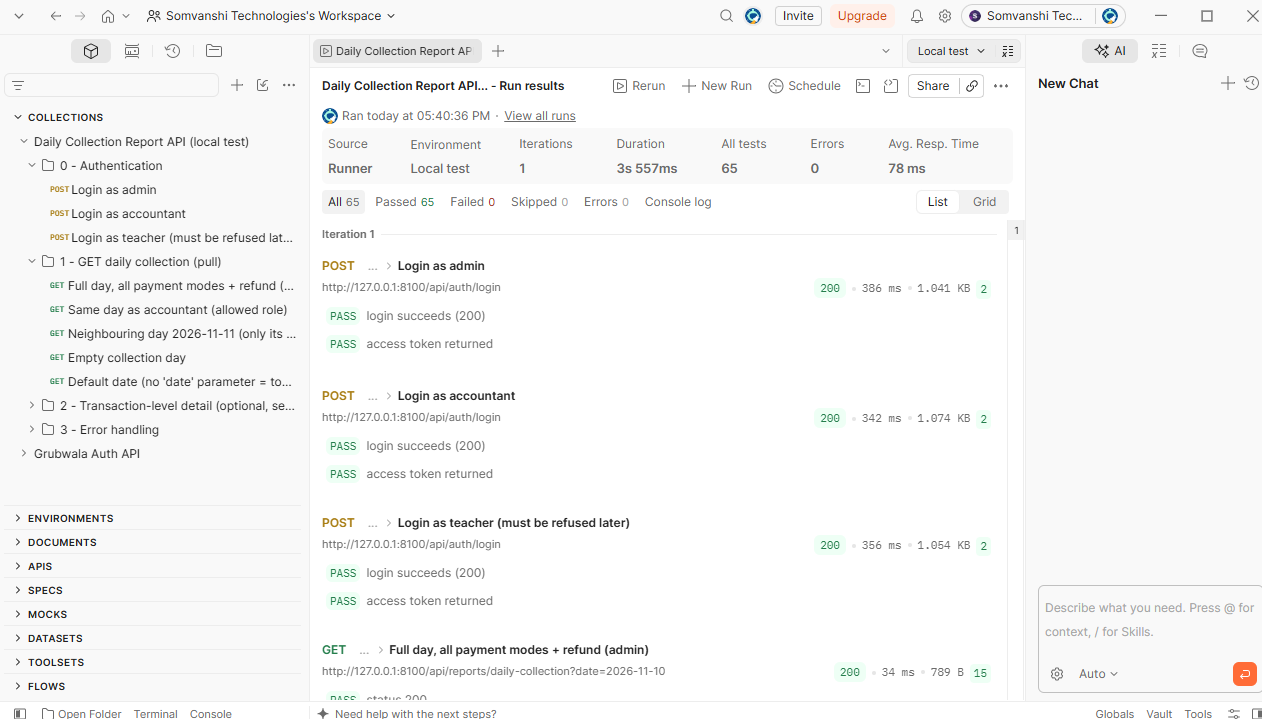 Somvanshi Technologies's Workspace
Invite
Upgrade
S Somvanshi Tec...
Daily Collection Report AP
Local test
AI
Daily Collection Report API... - Run results
Rerun
New Run
Schedule
Share
New Chat
Ran today at 05:40:36 PM · View all runs
Source Environment Iterations Duration All tests Errors Avg. Resp. Time
Runner Local test 1 3s 557ms 65 0 78 ms
All 65 Passed 65 Failed 0 Skipped 0 Errors 0 Console log
List Grid
COLLECTIONS
Daily Collection Report API (local test)
0 - Authentication
POST Login as admin
POST Login as accountant
POST Login as teacher (must be refused lat...
1 - GET daily collection (pull)
GET Full day, all payment modes + refund (...
GET Same day as accountant (allowed role)
GET Neighbouring day 2026-11-11 (only its ...
GET Empty collection day
GET Default date (no 'date' parameter = to...
2 - Transaction-level detail (optional, se...
3 - Error handling
Grubwala Auth API
ENVIRONMENTS
DOCUMENTS
APIS
SPECS
MOCKS
DATASETS
TOOLSETS
FLOWS
Iteration 1
1
POST ... > Login as admin
http://127.0.0.1:8100/api/auth/login
200 386 ms 1.041 KB 2
PASS login succeeds (200)
PASS access token returned
POST ... > Login as accountant
http://127.0.0.1:8100/api/auth/login
200 342 ms 1.074 KB 2
PASS login succeeds (200)
PASS access token returned
POST ... > Login as teacher (must be refused later)
http://127.0.0.1:8100/api/auth/login
200 356 ms 1.054 KB 2
PASS login succeeds (200)
PASS access token returned
GET ... > Full day, all payment modes + refund (admin)
http://127.0.0.1:8100/api/reports/daily-collection?date=2026-11-10
200 34 ms 789 B 15
PASS status 200
Describe what you need. Press @ for
context, / for Skills.
Auto
Open Folder Terminal Console
Need help with the next steps?
Globals Vault Tools